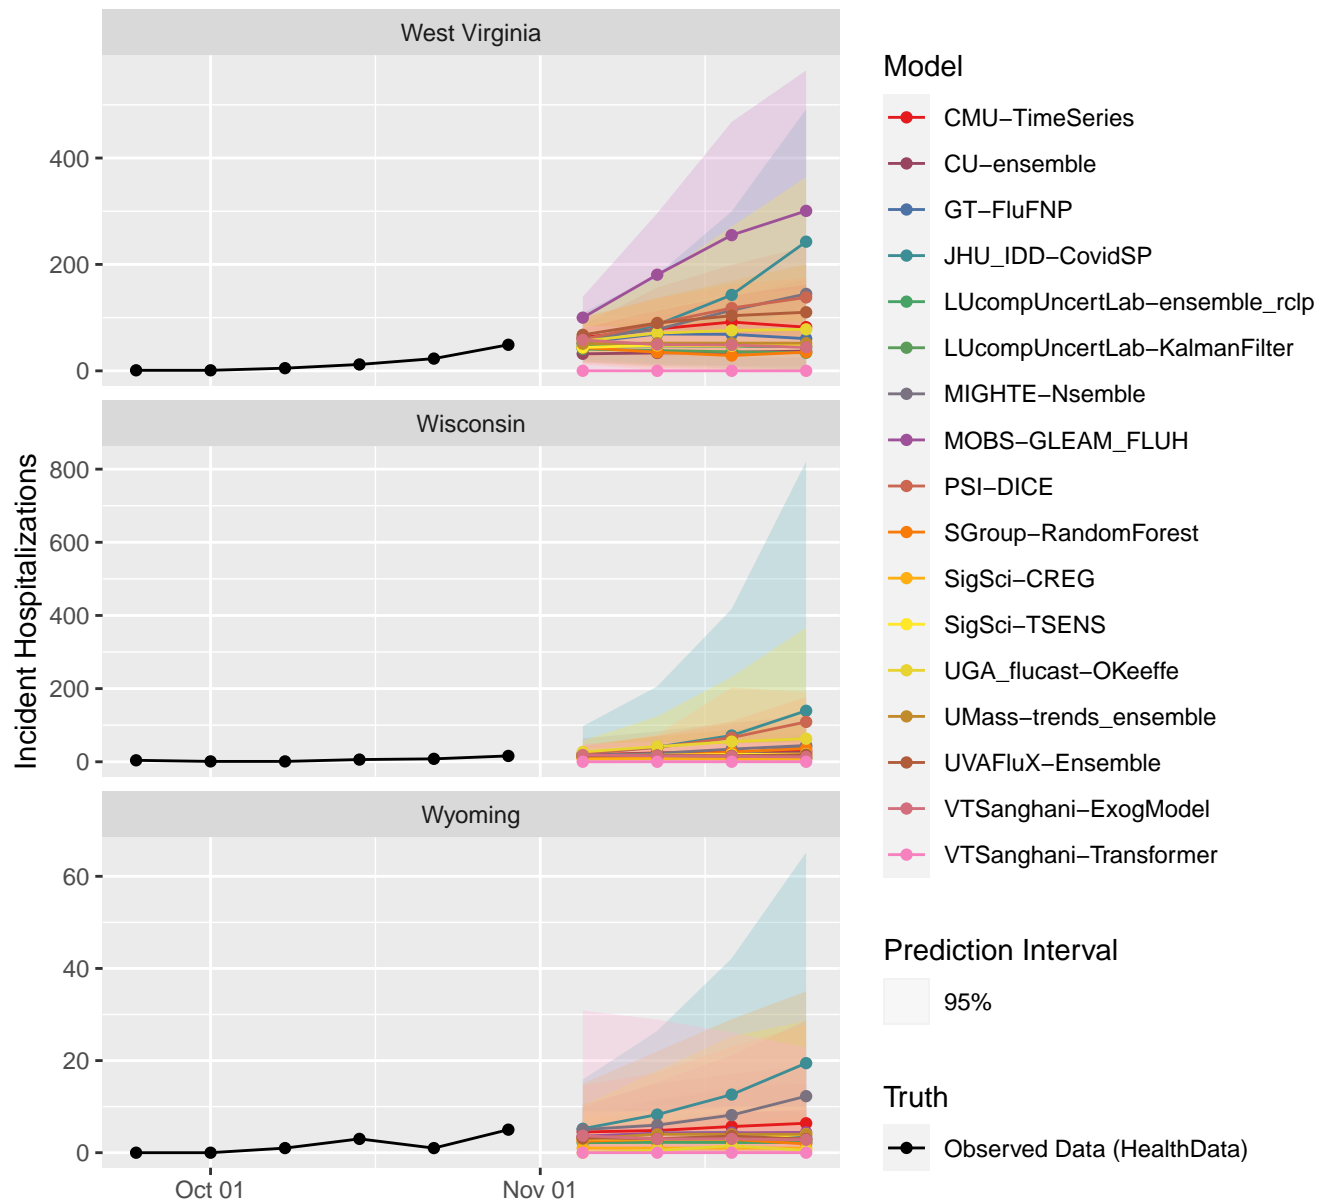 West Virginia
400
200
0
Wisconsin
800
600
400
200
0
Wyoming
60
40
20
0
Oct 01
Nov 01
Incident Hospitalizations
Model
CMU−TimeSeries
CU−ensemble
GT−FluFNP
JHU_IDD−CovidSP
LUcompUncertLab−ensemble_rclp
LUcompUncertLab−KalmanFilter
MIGHTE−Nsemble
MOBS−GLEAM_FLUH
PSI−DICE
SGroup−RandomForest
SigSci−CREG
SigSci−TSENS
UGA_flucast−OKeeffe
UMass−trends_ensemble
UVAFluX−Ensemble
VTSanghani−ExogModel
VTSanghani−Transformer
Prediction Interval
95%
Truth
Observed Data (HealthData)